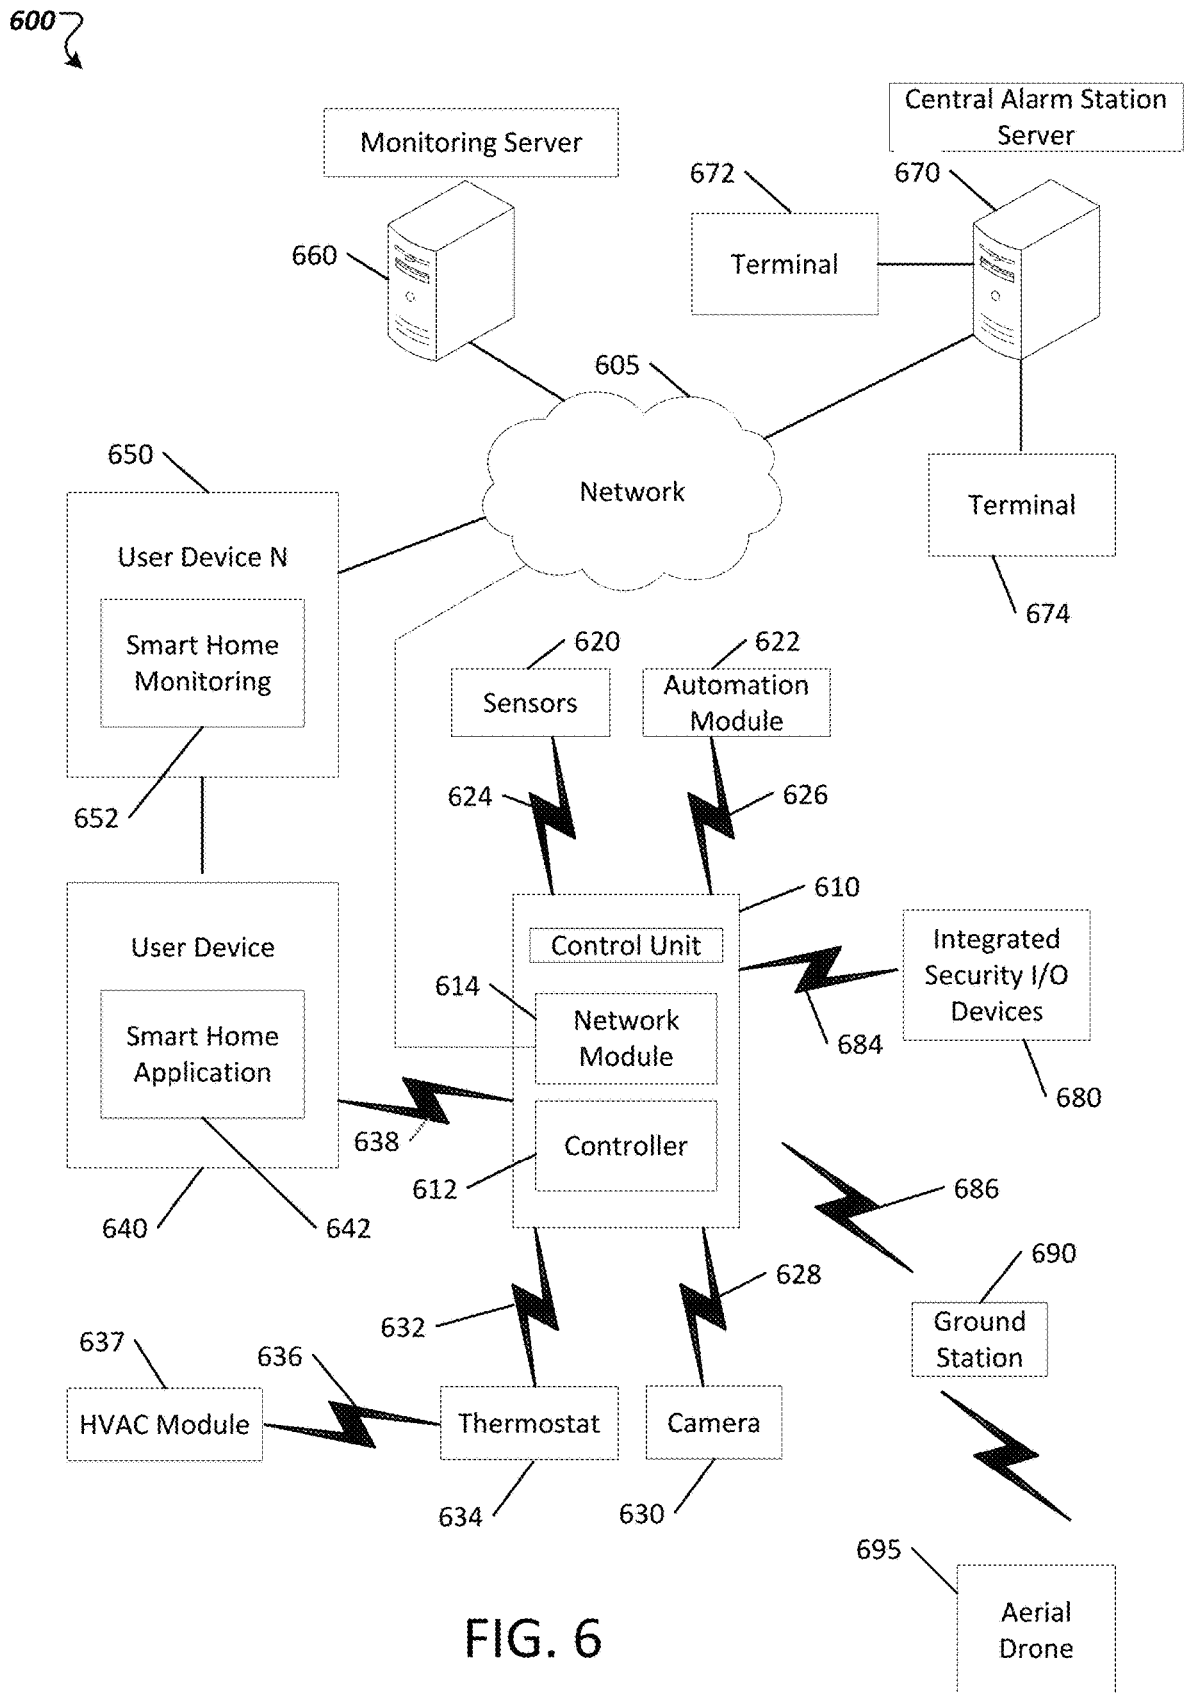 600
Central Alarm Station
Server
Monitoring Server
672
670
660
Terminal
605
650
Network
Terminal
User Device N
674
Smart Home
Monitoring
620
622
Sensors
Automation
Module
652
624
626
610
User Device
Control Unit
Integrated
Security I/O
Devices
614
Network
Module
684
Smart Home
Application
638
680
Controller
612
686
640
642
690
632
628
Ground
Station
637
636
HVAC Module
Thermostat
Camera
634
630
695
Aerial
Drone
FIG. 6